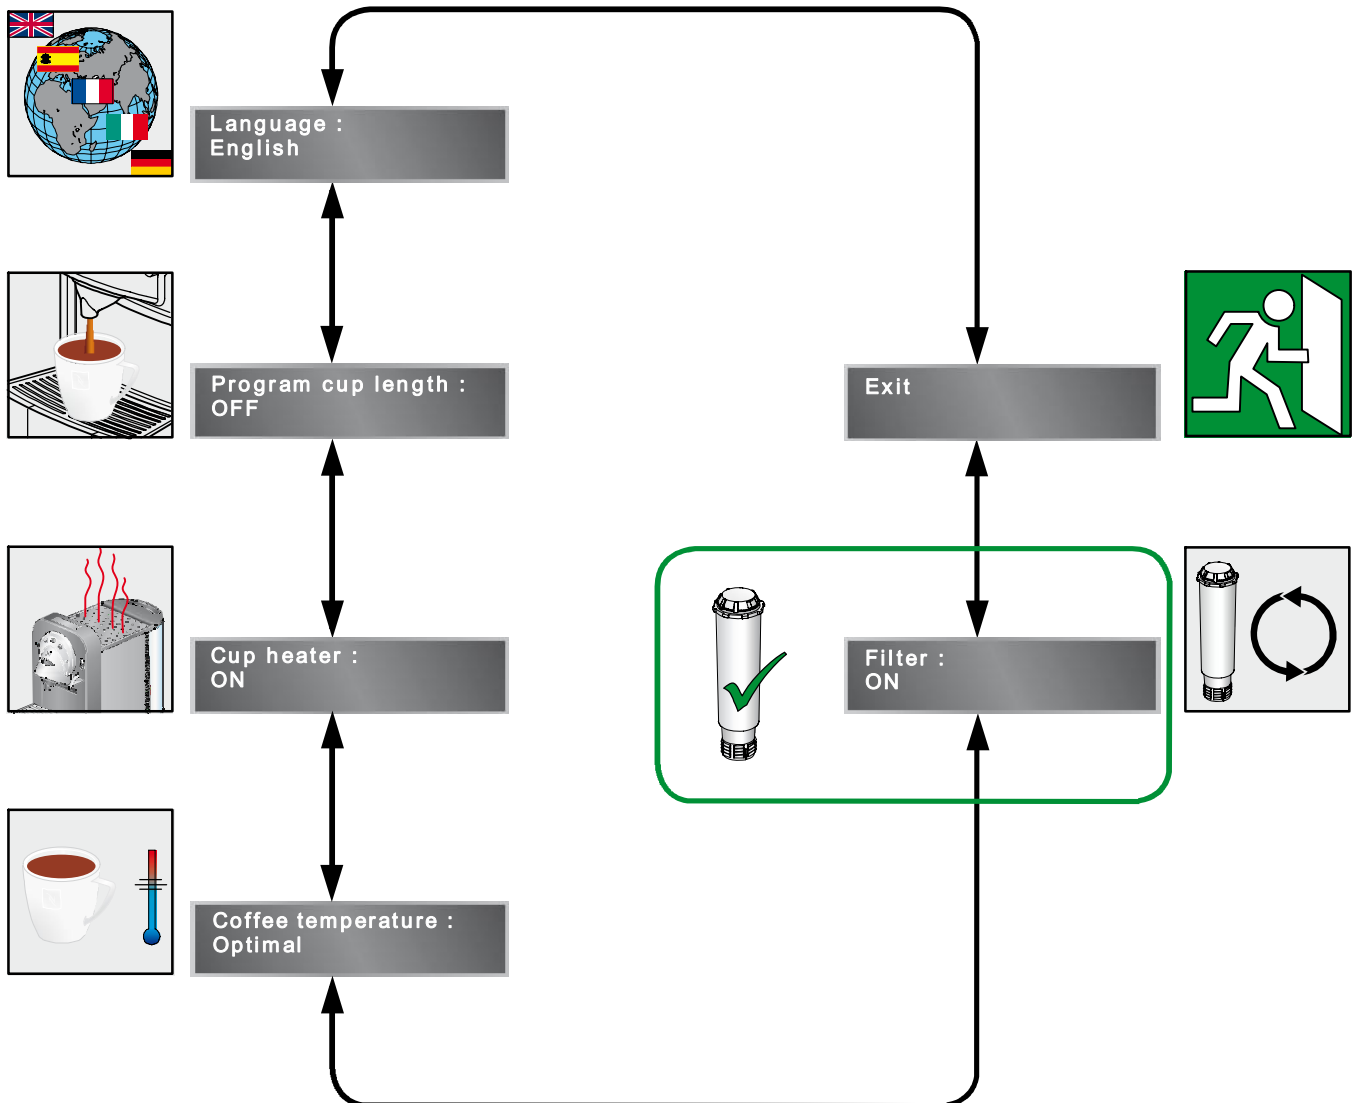 Language :
English
Program cup length :
OFF
Exit
Cup heater :
ON
Filter :
ON
Coffee temperature :
Optimal